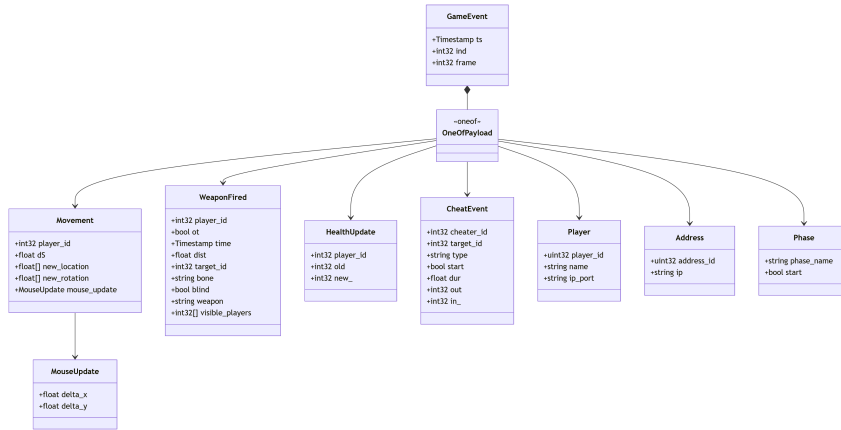 GameEvent
+Timestamp ts
+int32 ind
+int32 frame
«oneof»
OneOfPayload
Movement
+int32 player_id
+float dS
+float[] new_location
+float[] new_rotation
+MouseUpdate mouse_update
WeaponFired
+int32 player_id
+bool ot
+Timestamp time
+float dist
+int32 target_id
+string bone
+bool blind
+string weapon
+int32[] visible_players
HealthUpdate
+int32 player_id
+int32 old
+int32 new_
CheatEvent
+int32 cheater_id
+int32 target_id
+string type
+bool start
+float dur
+int32 out
+int32 in_
Player
+uint32 player_id
+string name
+string ip_port
Address
+uint32 address_id
+string ip
Phase
+string phase_name
+bool start
MouseUpdate
+float delta_x
+float delta_y